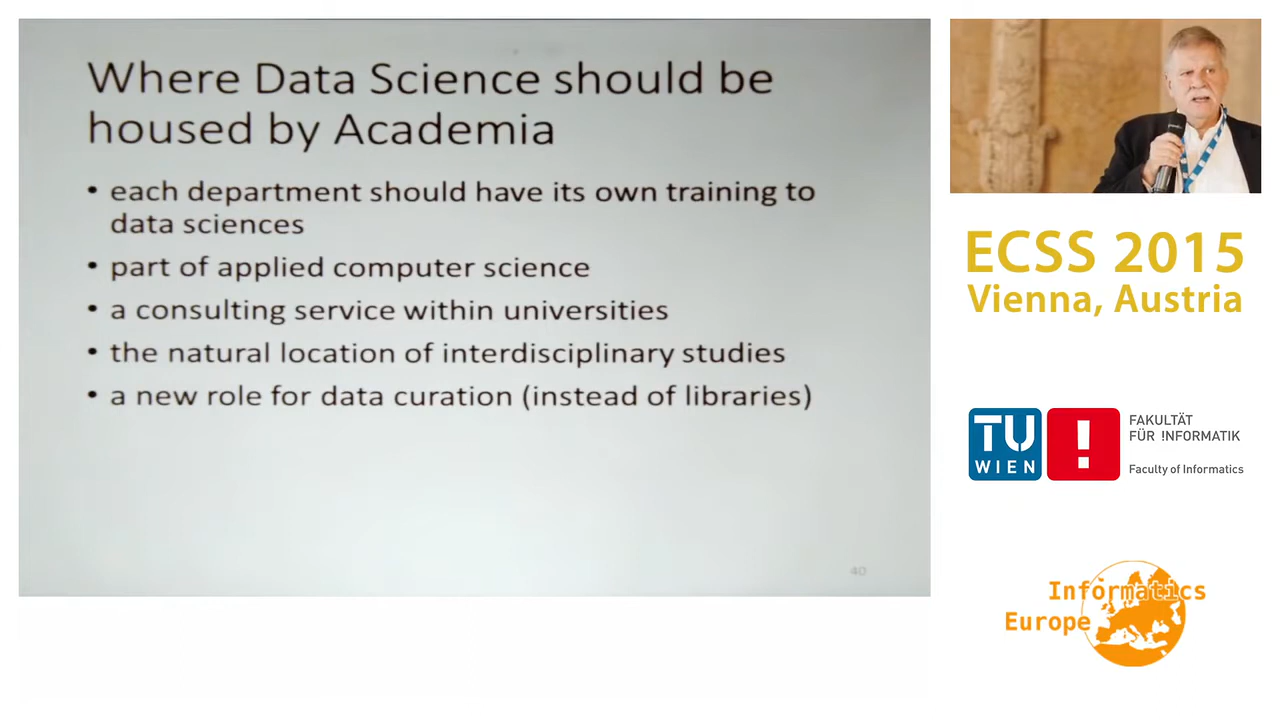 Where Data Science should be
housed by Academia
• each department should have its own training to
data sciences
• part of applied computer science
• a consulting service within universities
• the natural location of interdisciplinary studies
• a new role for data curation (instead of libraries)
40
ECSS 2015
Vienna, Austria
TU
WIEN
!
FAKULTÄT
FÜR !NFORMATIK
Faculty of Informatics
Informatics
Europe